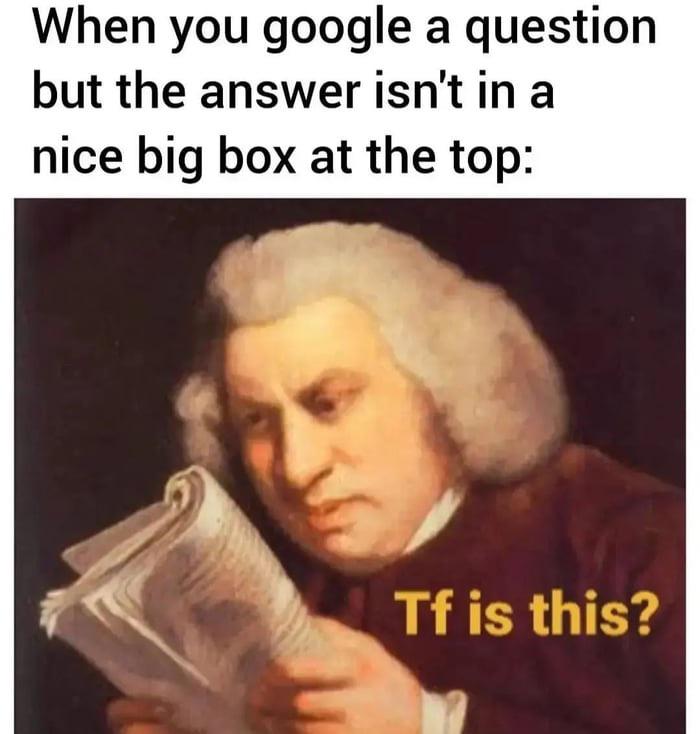 When you google a question
but the answer isn't in a
nice big box at the top:
Tf is this?